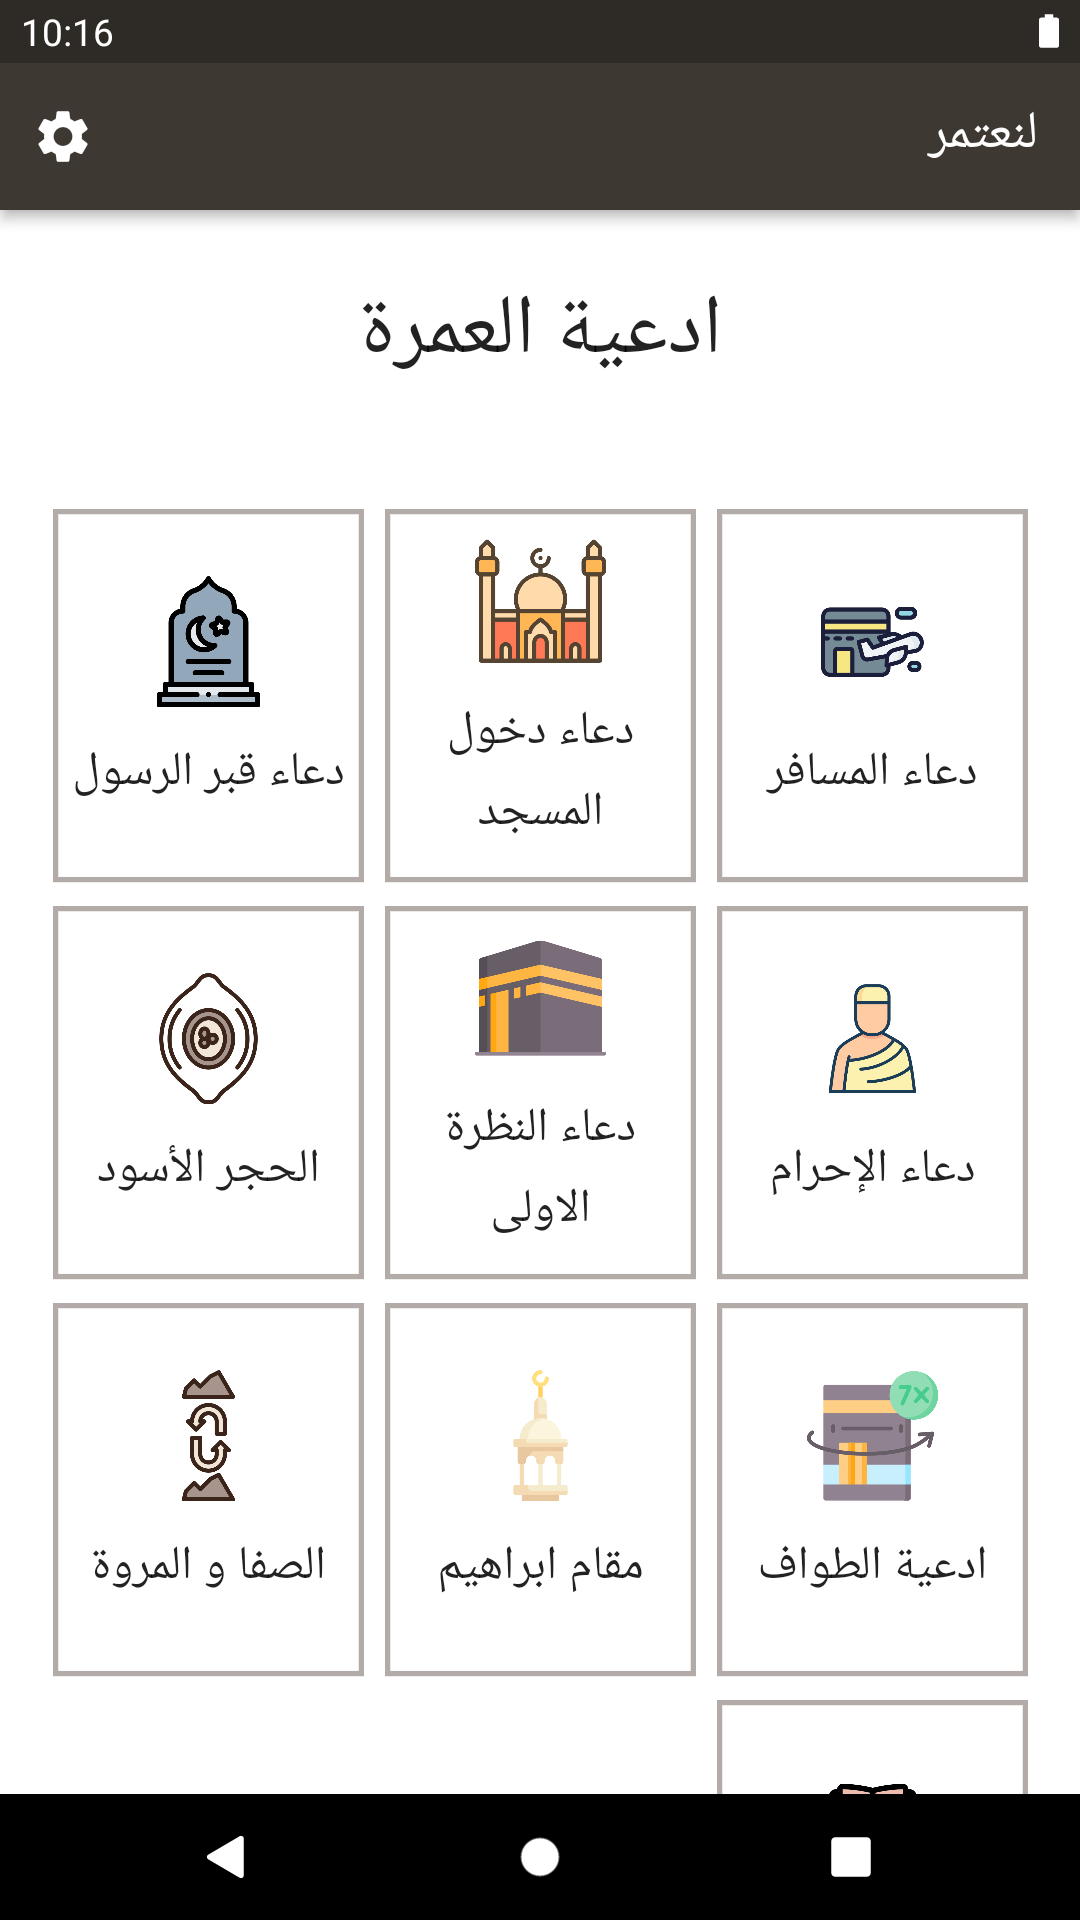 10:16
لنعتمر
ادعية العمرة
دعاء المسافر
دعاء دخول
المسجد
دعاء قبر الرسول
دعاء الإحرام
دعاء النظرة
الاولى
الحجر الأسود
7X
ادعية الطواف
مقام ابراهيم
الصفا و المروة